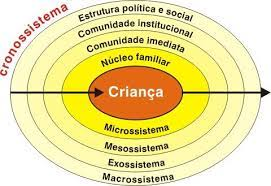 cronossistema
Estrutura política e social
Comunidade institucional
Comunidade imediata
Núcleo familiar
Criança
Microssistema
Mesossistema
Exossistema
Macrossistema